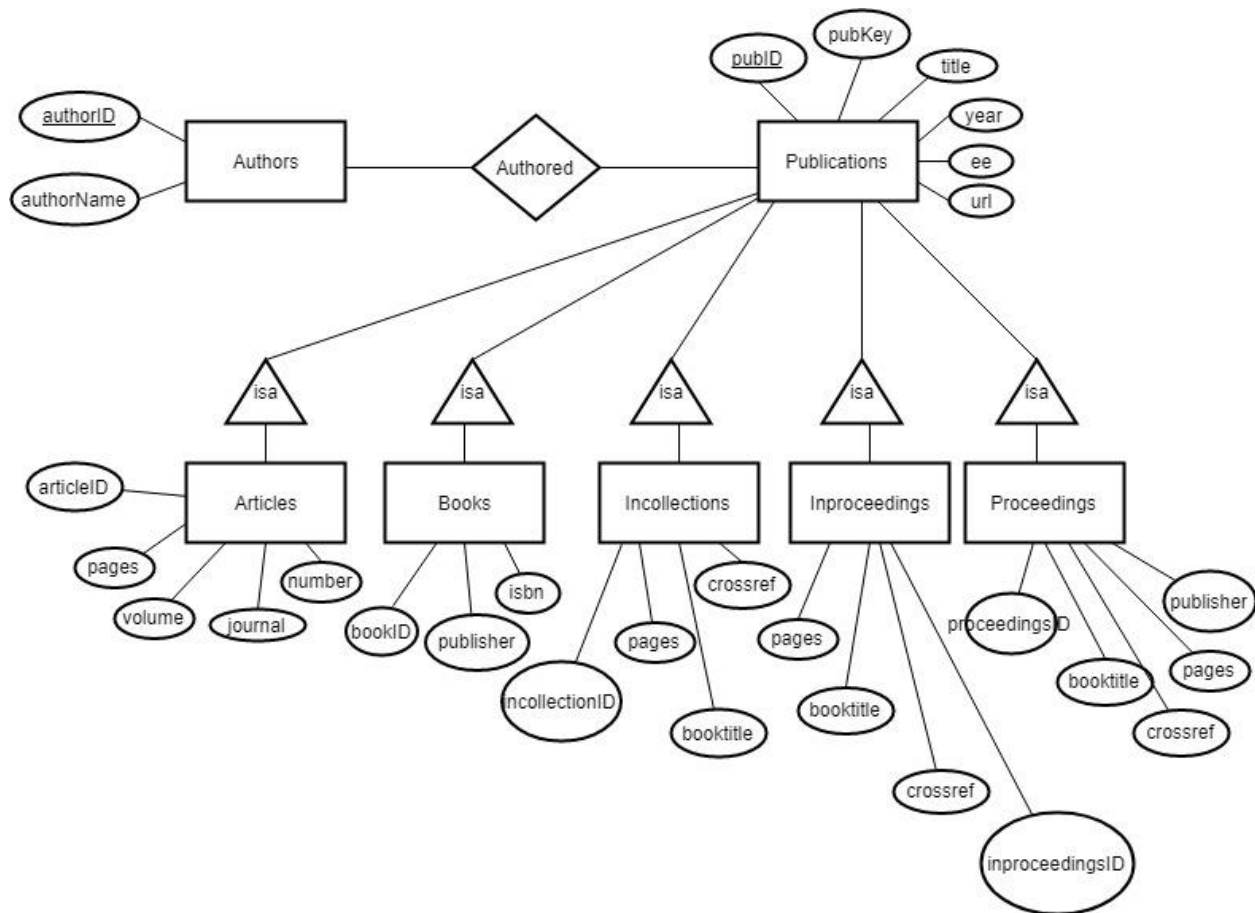 pubID
pubKey
title
authorID
year
Authors
Authored
Publications
ee
authorName
url
isa
isa
isa
isa
isa
articleID
Articles
Books
Incollections
Inproceedings
Proceedings
pages
number
isbn
crossref
publisher
volume
journal
bookID
publisher
pages
pages
proceedingsID
pages
incollectionID
booktitle
booktitle
booktitle
crossref
crossref
inproceedingsID